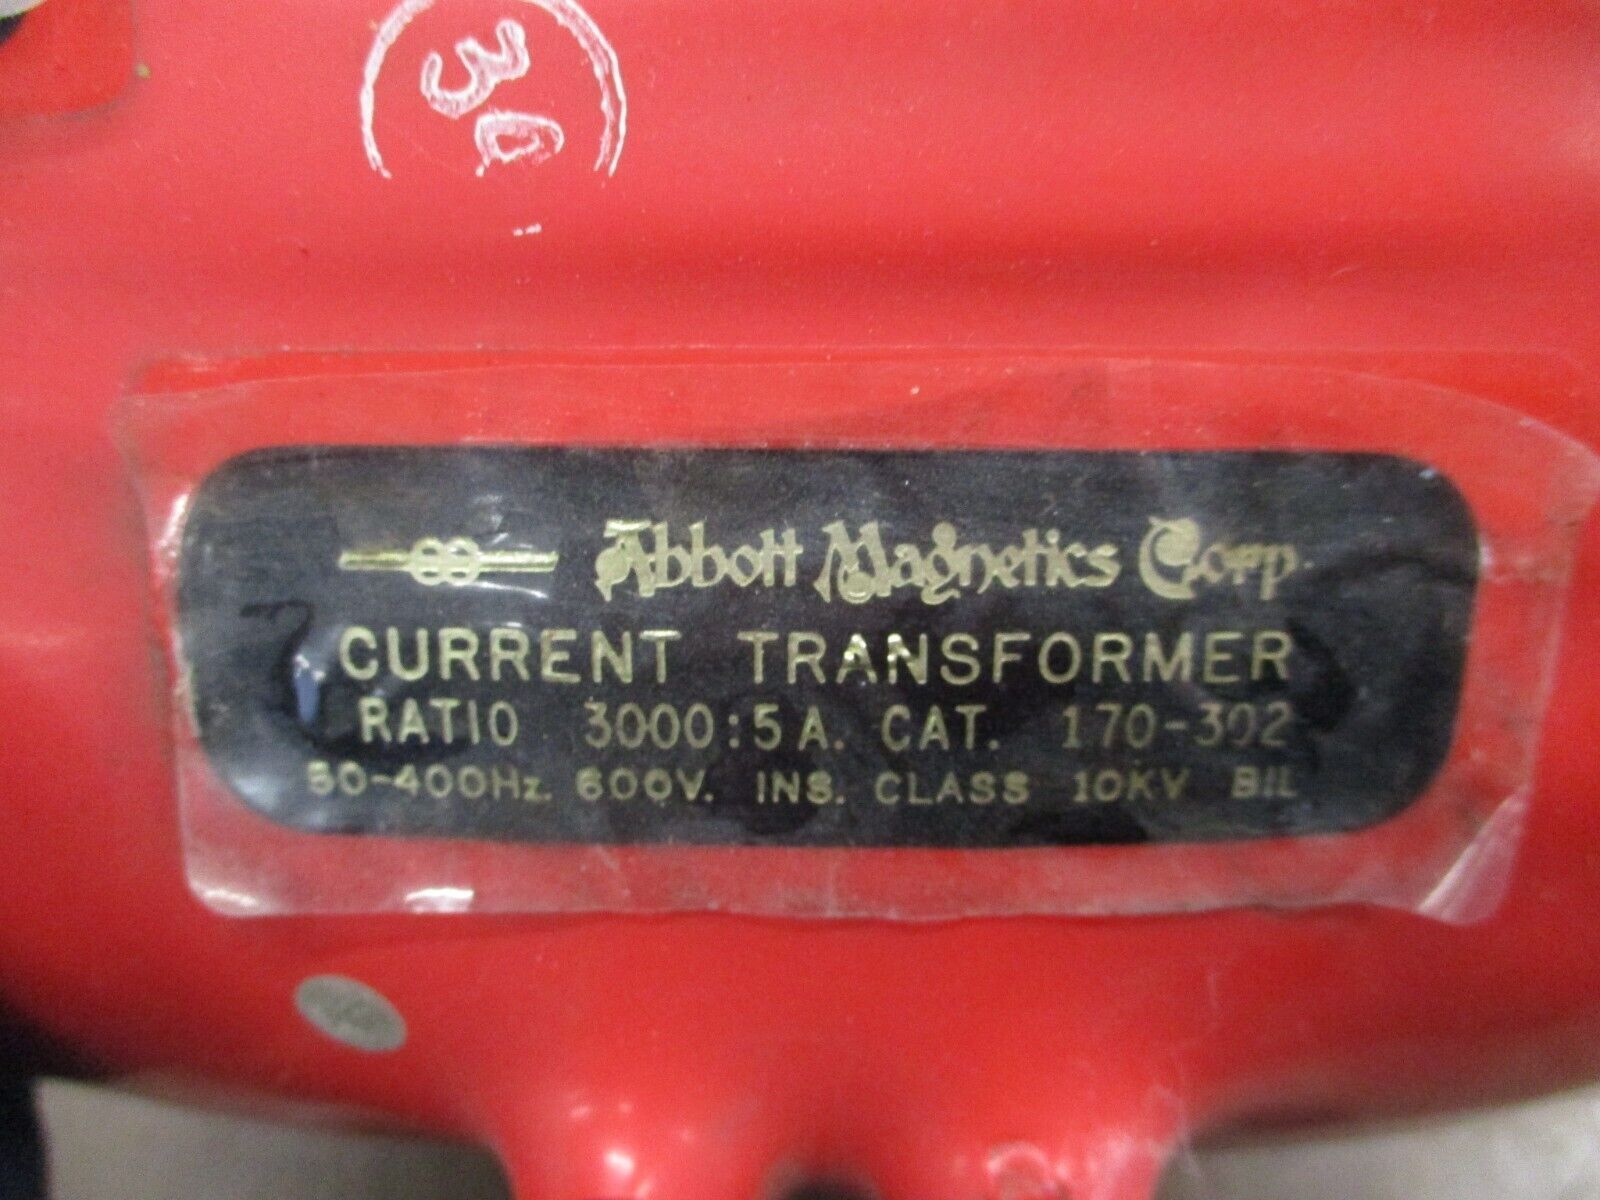 Abbott Magnetics Corp.
CURRENT TRANSFORMER
RATIO 3000:5A. CAT. 170-302
50-400Hz. 600V. INS. CLASS 10KV BIL